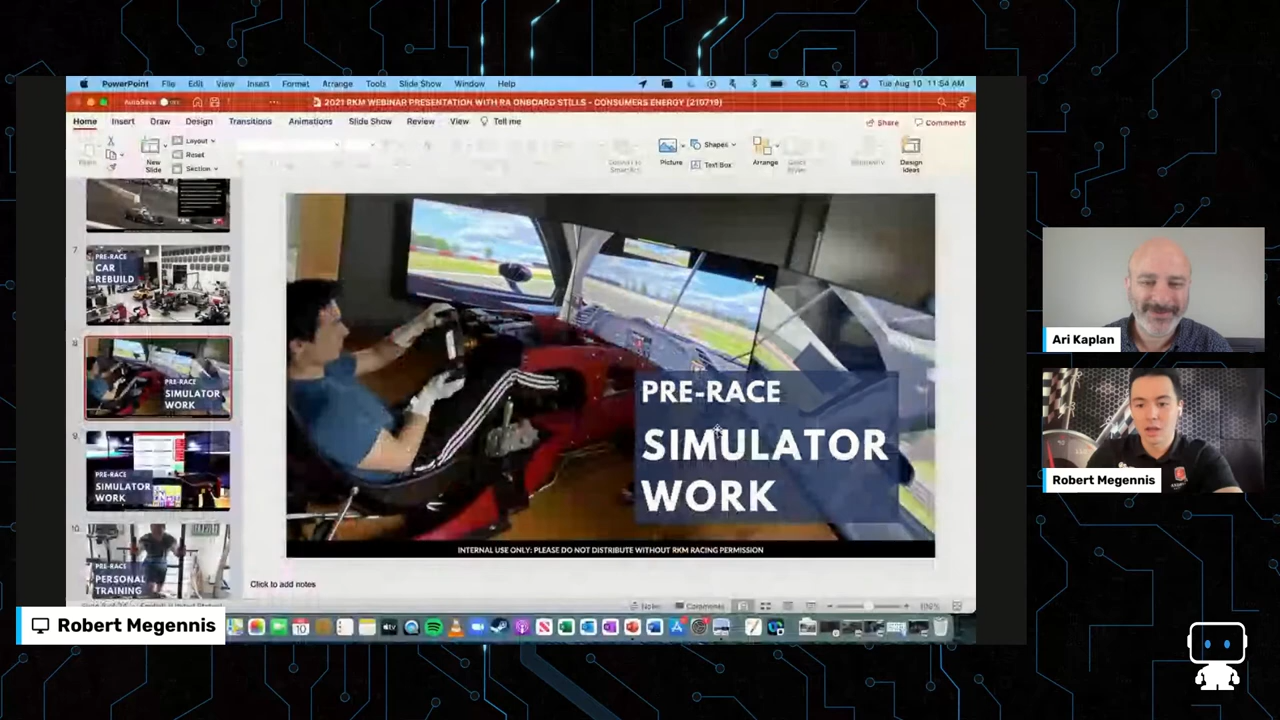 PowerPoint File Edit View Insert Format Arrange Tools Slide Show Window Help Tue Aug 10 11:54 AM
AutoSave 2021 RKM WEBINAR PRESENTATION WITH RA ONBOARD STILLS - CONSUMERS ENERGY (210719)
Home Insert Draw Design Transitions Animations Slide Show Review View Tell me Share Comments
New Slide
Layout
Reset
Section
Picture
Shapes
Text Box
Arrange
Design Ideas
7
PRE-RACE
CAR
REBUILD
8
PRE-RACE
SIMULATOR
WORK
9
PRE-RACE
SIMULATOR
WORK
10
PRE-RACE
PERSONAL
TRAINING
PRE-RACE
SIMULATOR
WORK
INTERNAL USE ONLY: PLEASE DO NOT DISTRIBUTE WITHOUT RKM RACING PERMISSION
Click to add notes
Notes Comments
Robert Megennis
Ari Kaplan
Robert Megennis